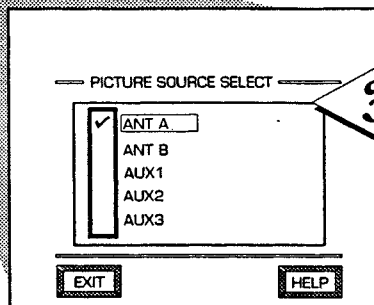 PICTURE SOURCE SELECT
✓ ANT A
ANT B
AUX1
AUX2
AUX3
EXIT HELP